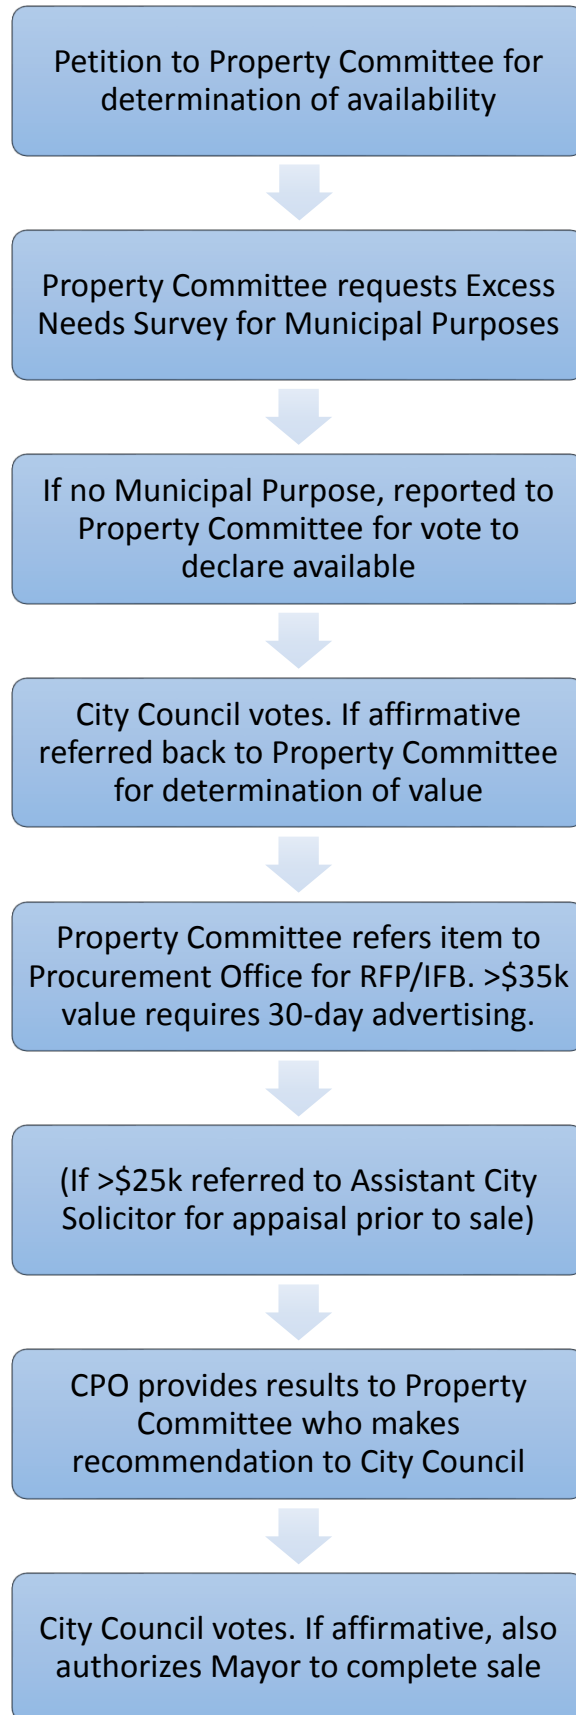 Petition to Property Committee for
determination of availability
Property Committee requests Excess
Needs Survey for Municipal Purposes
If no Municipal Purpose, reported to
Property Committee for vote to
declare available
City Council votes. If affirmative
referred back to Property Committee
for determination of value
Property Committee refers item to
Procurement Office for RFP/IFB. >$35k
value requires 30-day advertising.
(If >$25k referred to Assistant City
Solicitor for appaisal prior to sale)
CPO provides results to Property
Committee who makes
recommendation to City Council
City Council votes. If affirmative, also
authorizes Mayor to complete sale